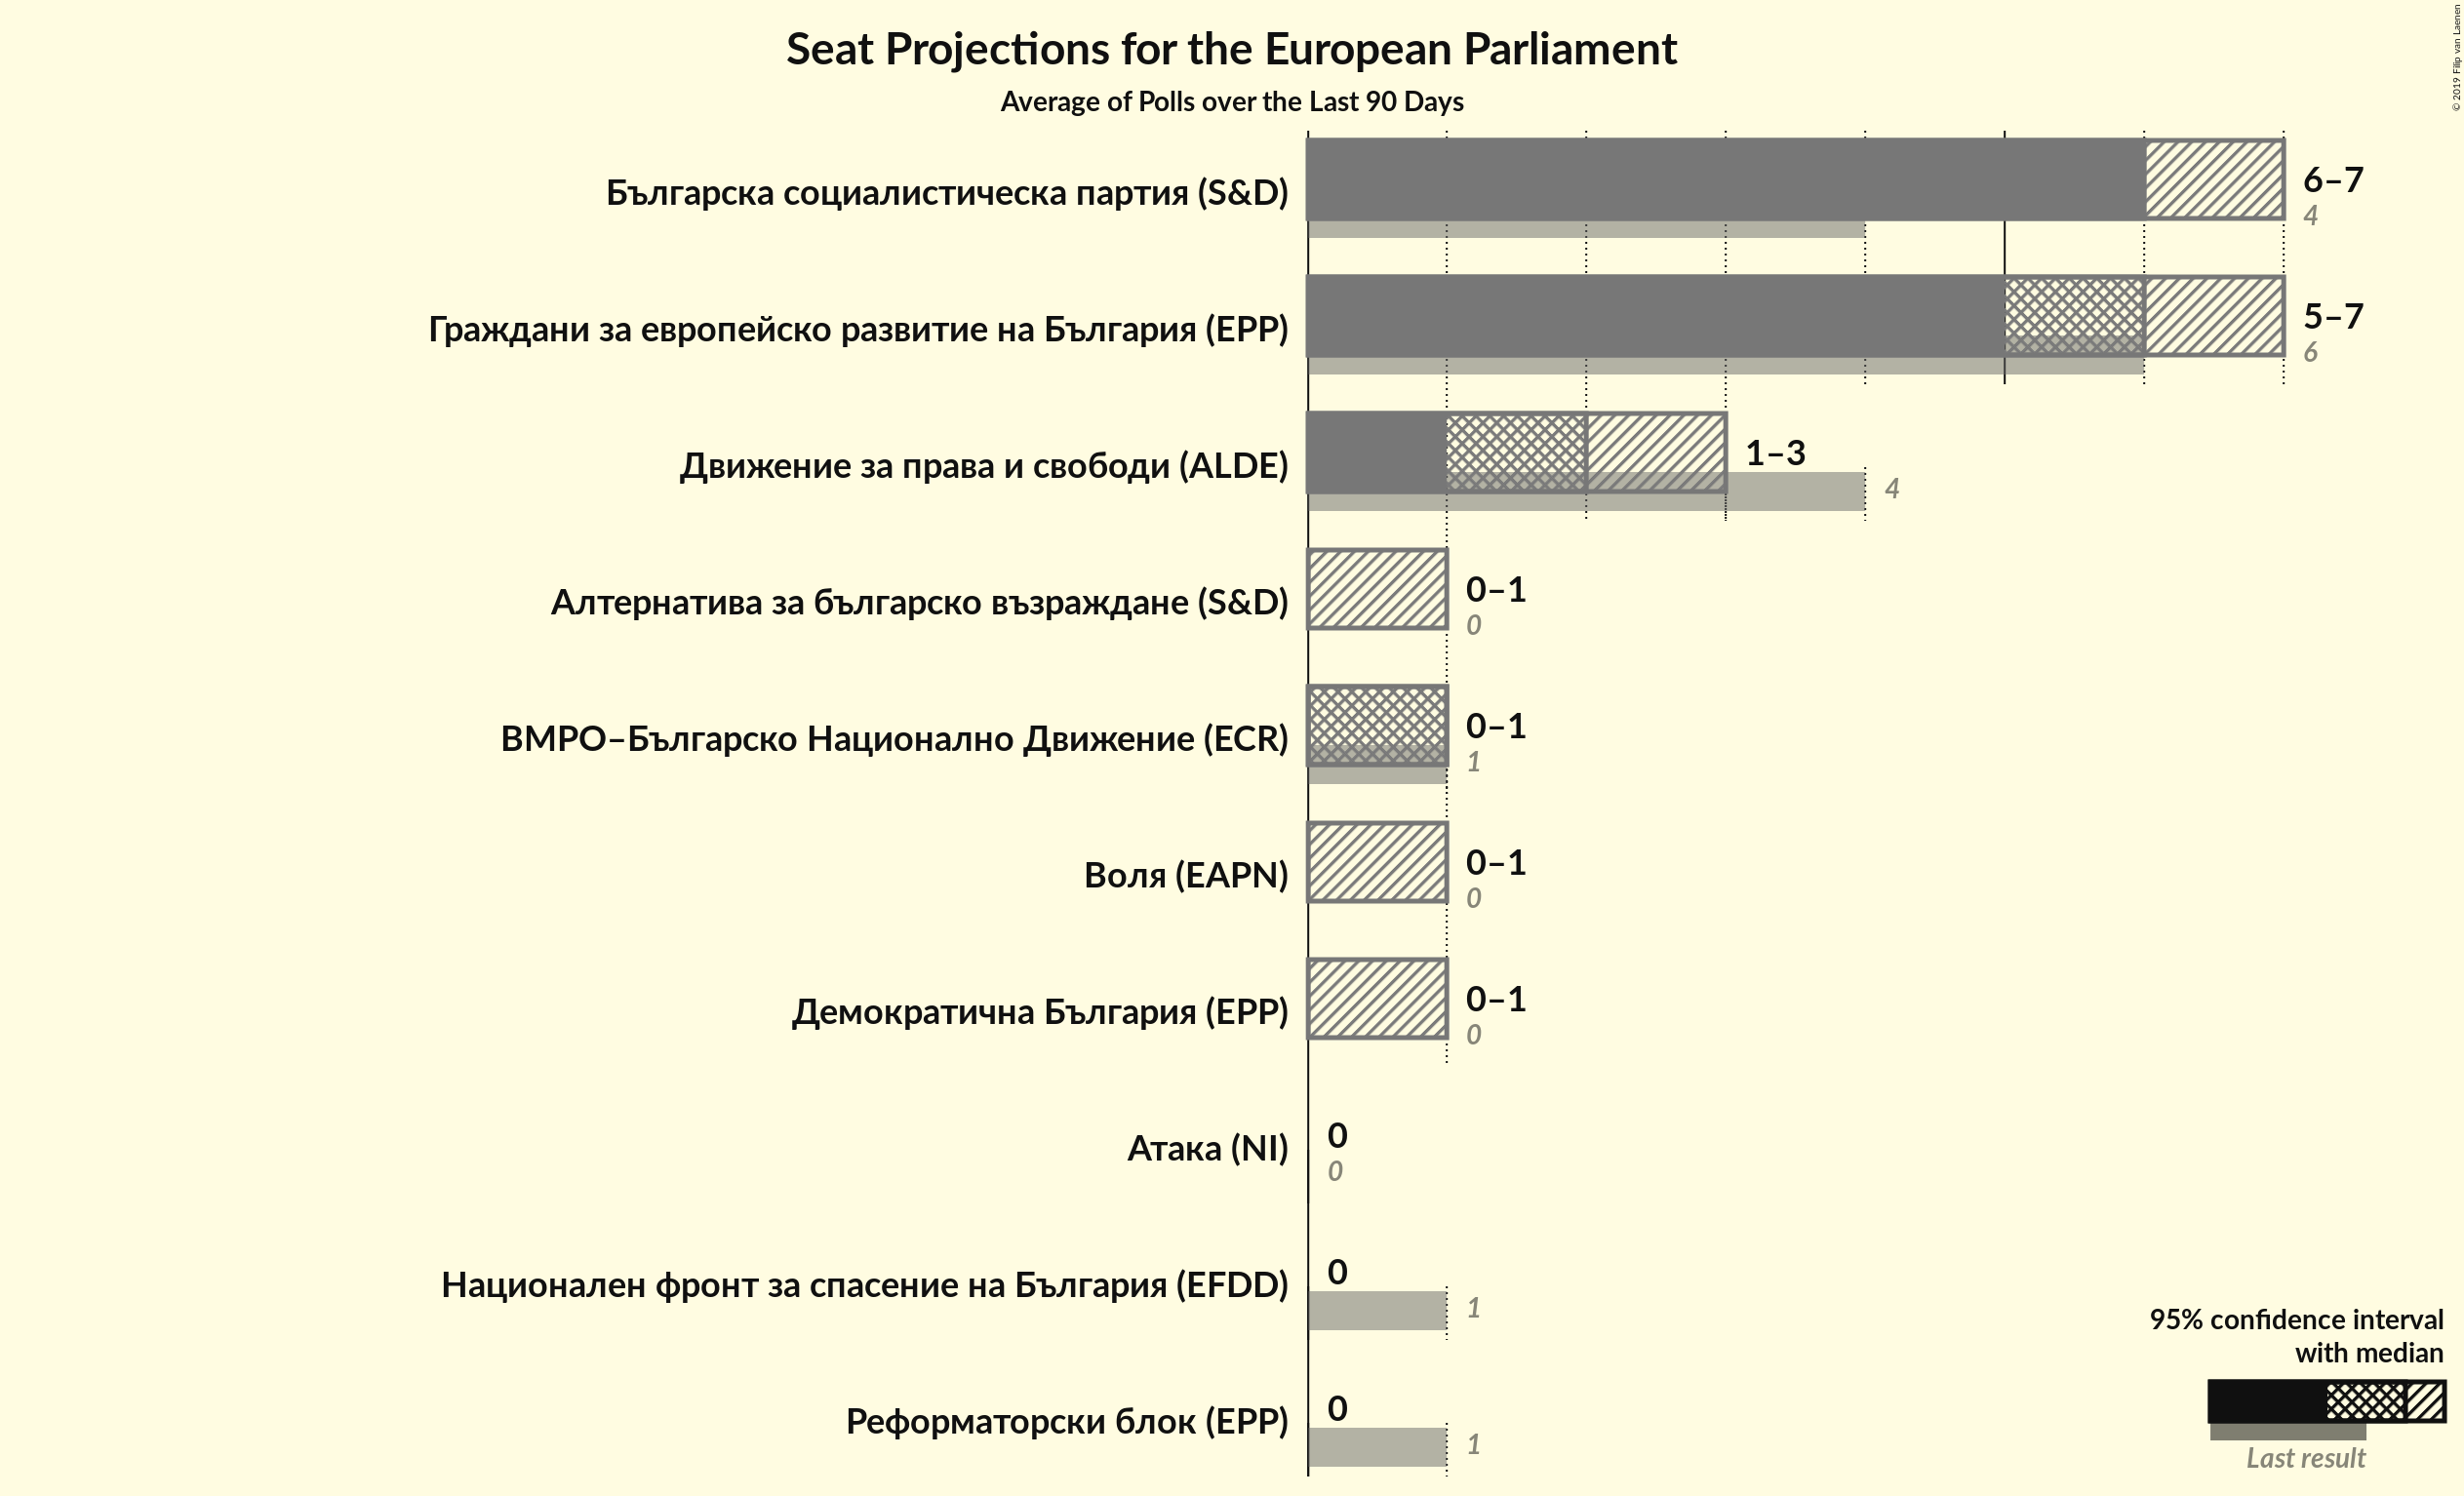 Seat Projections for the European Parliament
Average of Polls over the Last 90 Days
© 2019 Filip van Laenen
Българска социалистическа партия (S&D)
6–7
4
Граждани за европейско развитие на България (EPP)
5–7
6
Движение за права и свободи (ALDE)
1–3
4
Алтернатива за българско възраждане (S&D)
0–1
0
ВМРО–Българско Национално Движение (ECR)
0–1
1
Воля (EAPN)
0–1
0
Демократична България (EPP)
0–1
0
Атака (NI)
0
0
Национален фронт за спасение на България (EFDD)
0
1
Реформаторски блок (EPP)
0
1
95% confidence interval
with median
Last result